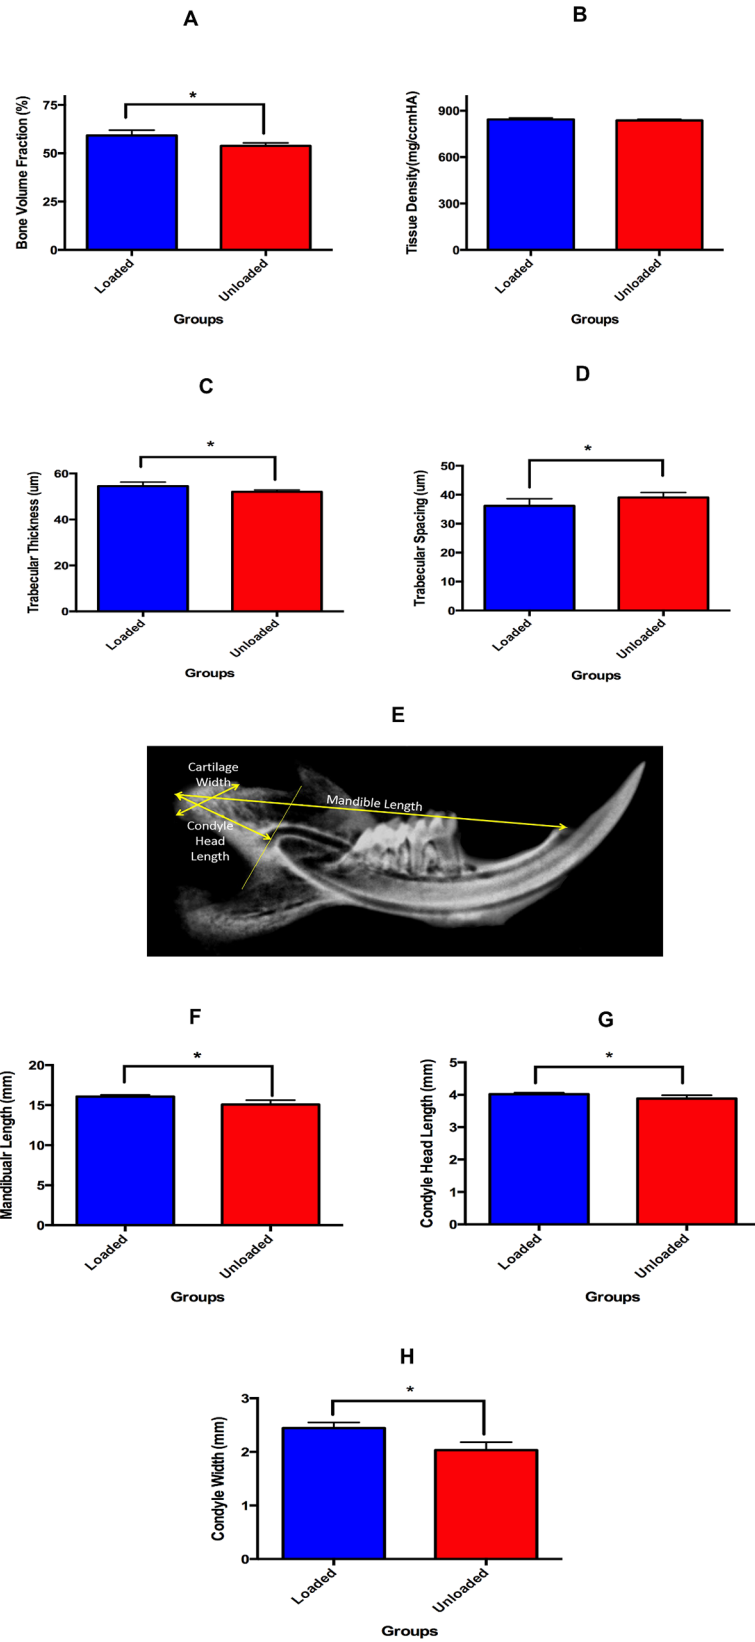 A
Bone Volume Fraction (%)
75
50
25
0
*
Loaded
Unloaded
Groups
B
Tissue Density(mg/ccmHA)
900
600
300
0
Loaded
Unloaded
Groups
C
Trabecular Thickness (um)
60
40
20
0
*
Loaded
Unloaded
Groups
D
Trabecular Spacing (um)
50
40
30
20
10
0
*
Loaded
Unloaded
Groups
E
Cartilage
Width
Mandible Length
Condyle
Head
Length
F
Mandibualr Length (mm)
20
15
10
5
0
*
Loaded
Unloaded
Groups
G
Condyle Head Length (mm)
5
4
3
2
1
0
*
Loaded
Unloaded
Groups
H
Condyle Width (mm)
3
2
1
0
*
Loaded
Unloaded
Groups